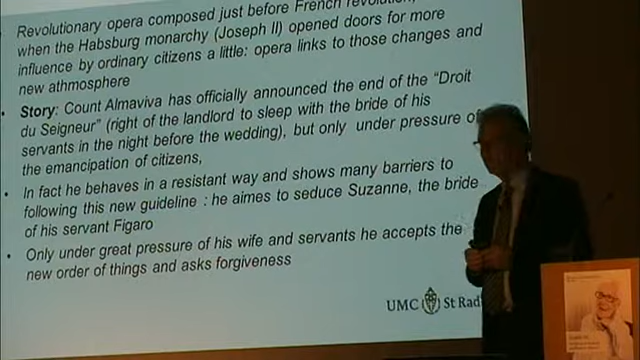 Revolutionary opera composed just before French revolution,
when the Habsburg monarchy (Joseph II) opened doors for more
influence by ordinary citizens a little: opera links to those changes and
new athmosphere
• Story: Count Almaviva has officially announced the end of the "Droit
du Seigneur" (right of the landlord to sleep with the bride of his
servants in the night before the wedding), but only under pressure of
the emancipation of citizens,
• In fact he behaves in a resistant way and shows many barriers to
following this new guideline : he aimes to seduce Suzanne, the bride
of his servant Figaro
• Only under great pressure of his wife and servants he accepts the
new order of things and asks forgiveness
UMC St Rad